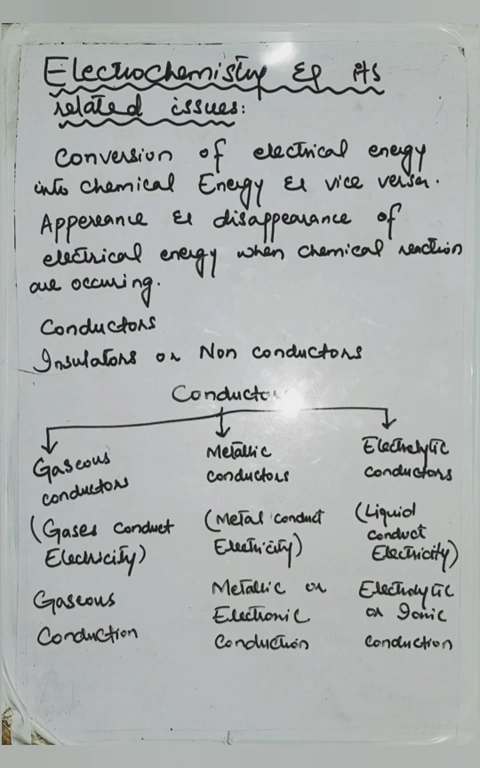 Electrochemistry & its
related issues:
Conversion of electrical energy
into chemical Energy & vice versa.
Appereance & disappearance of
electrical energy when chemical reaction
are occuring.
Conductors
Insulators or Non conductors
Conductors
Gaseous
conductors
(Gases conduct
Electricity)
Gaseous
Conduction
Metallic
conductors
(Metal conduct
Electricity)
Metallic or
Electronic
Conduction
Electrolytic
conductors
(Liquid
conduct
Electricity)
Electrolytic
or Ionic
conduction